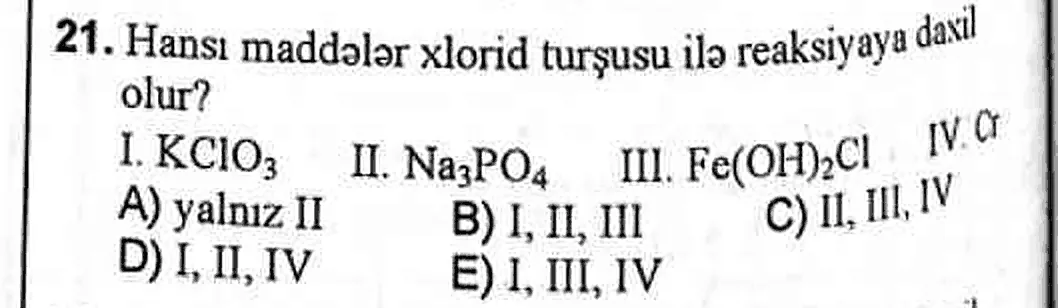 21. Hansı maddələr xlorid turşusu ilə reaksiyaya daxil
olur?
I. KClO₃ II. Na₃PO₄ III. Fe(OH)₂Cl IV. Cr
A) yalnız II B) I, II, III C) II, III, IV
D) I, II, IV E) I, III, IV